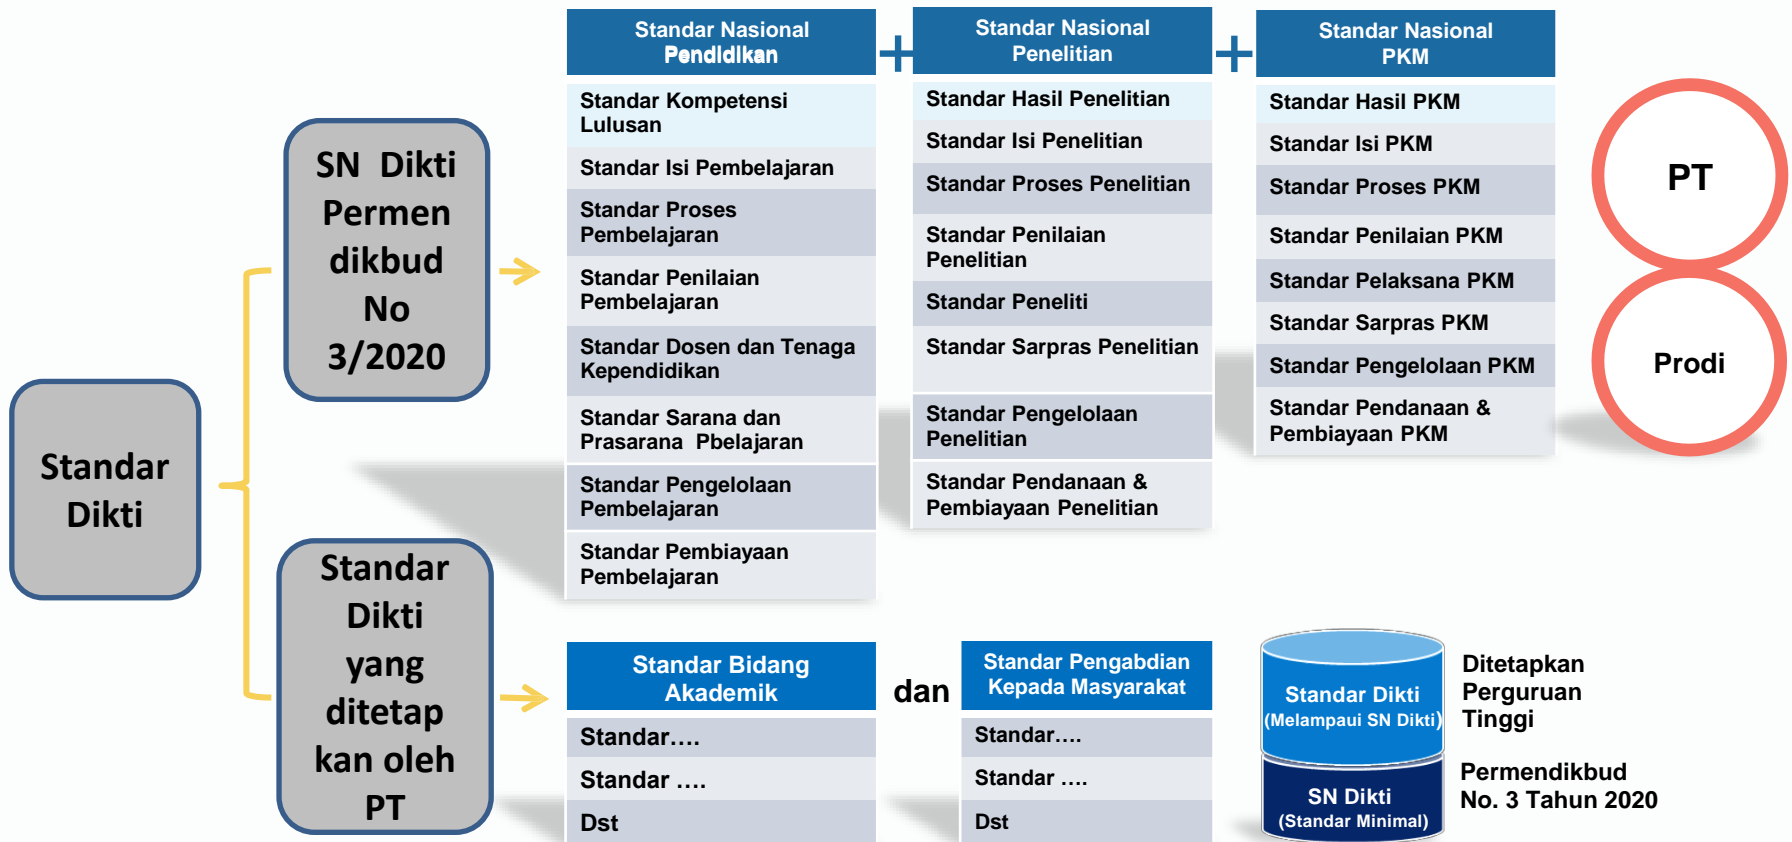 Standar
Dikti
SN Dikti
Permen
dikbud
No
3/2020
Standar
Dikti
yang
ditetap
kan oleh
PT
Standar Nasional
Pendidikan
Standar Kompetensi
Lulusan
Standar Isi Pembelajaran
Standar Proses
Pembelajaran
Standar Penilaian
Pembelajaran
Standar Dosen dan Tenaga
Kependidikan
Standar Sarana dan
Prasarana Pbelajaran
Standar Pengelolaan
Pembelajaran
Standar Pembiayaan
Pembelajaran
+
Standar Nasional
Penelitian
Standar Hasil Penelitian
Standar Isi Penelitian
Standar Proses Penelitian
Standar Penilaian
Penelitian
Standar Peneliti
Standar Sarpras Penelitian
Standar Pengelolaan
Penelitian
Standar Pendanaan &
Pembiayaan Penelitian
+
Standar Nasional
PKM
Standar Hasil PKM
Standar Isi PKM
Standar Proses PKM
Standar Penilaian PKM
Standar Pelaksana PKM
Standar Sarpras PKM
Standar Pengelolaan PKM
Standar Pendanaan &
Pembiayaan PKM
PT
Prodi
Standar Bidang
Akademik
Standar....
Standar ....
Dst
dan
Standar Pengabdian
Kepada Masyarakat
Standar....
Standar ....
Dst
Standar Dikti
(Melampaui SN Dikti)
SN Dikti
(Standar Minimal)
Ditetapkan
Perguruan
Tinggi
Permendikbud
No. 3 Tahun 2020